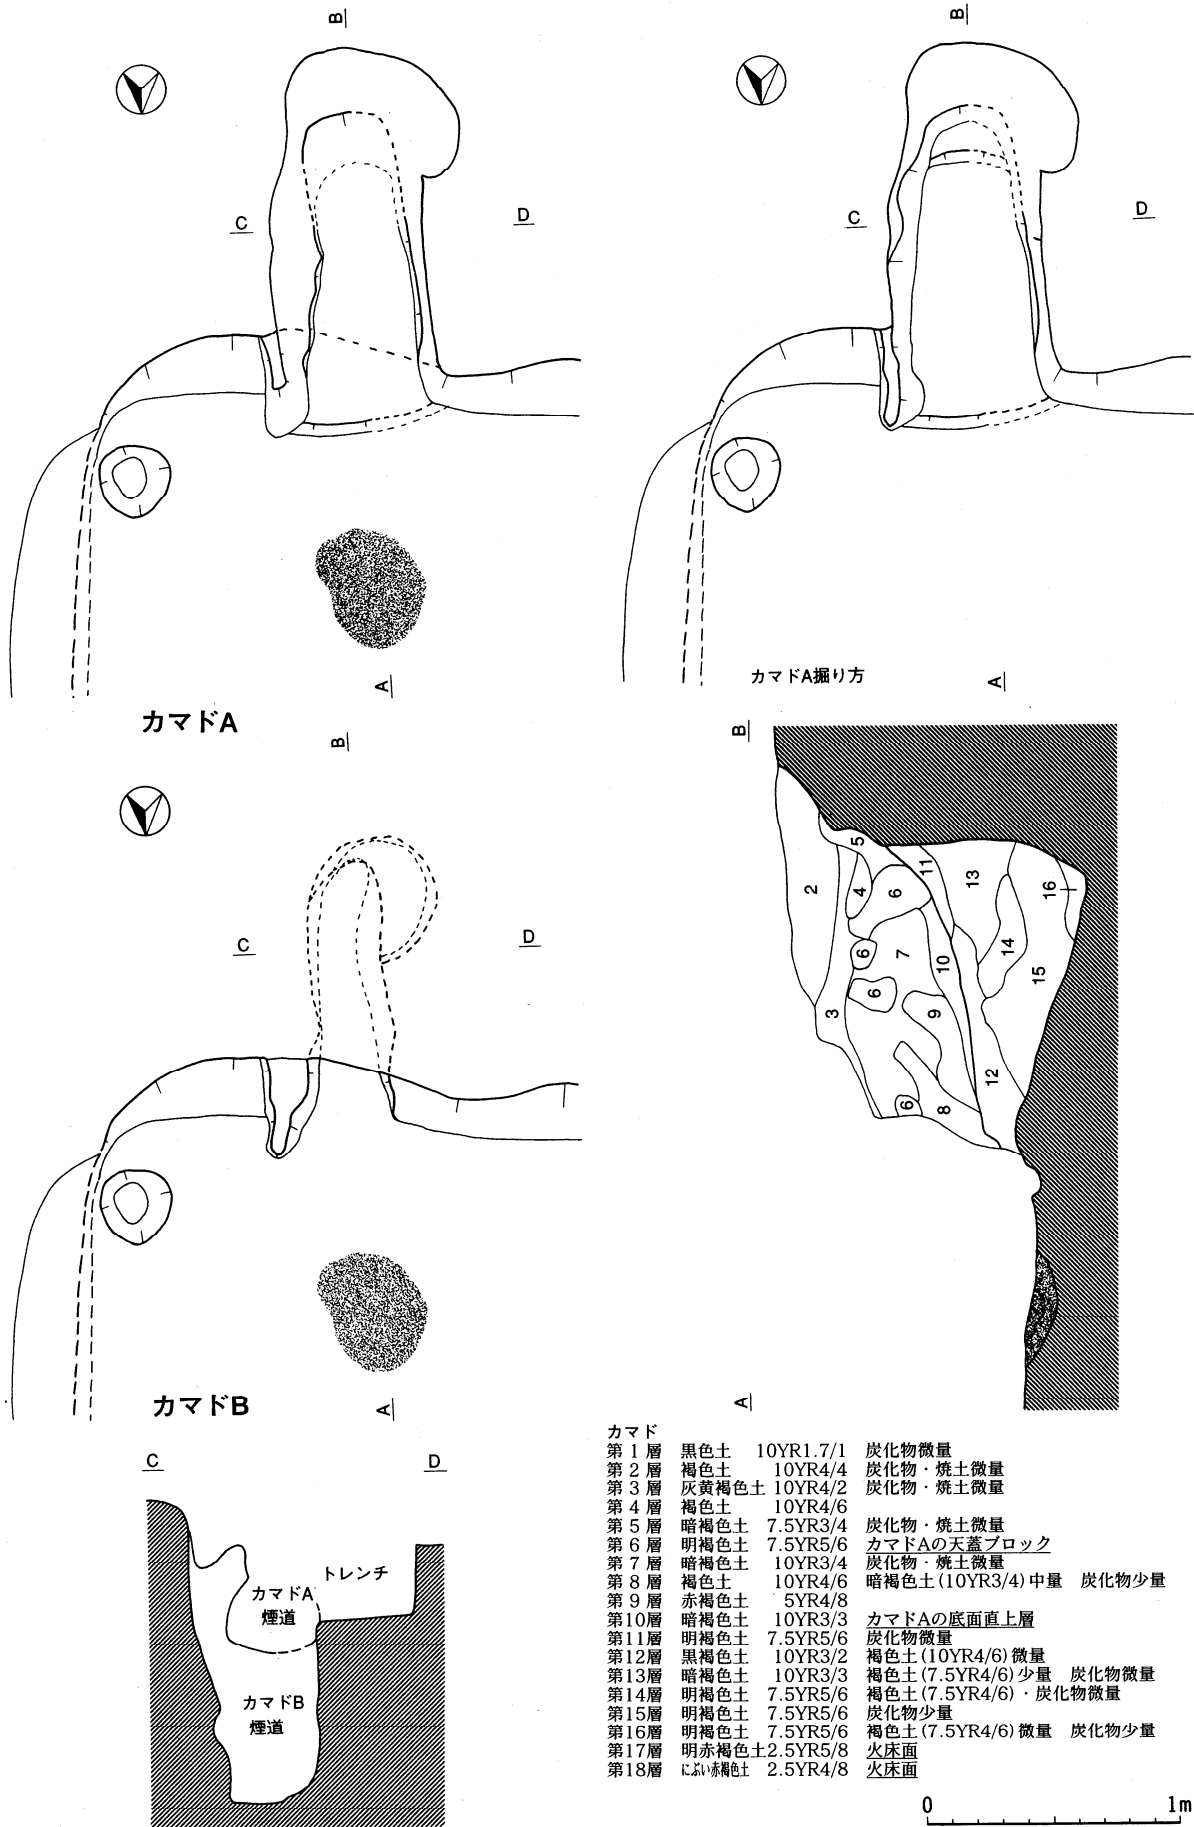 B
B
C
D
C
D
カマドA掘り方
A
A
カマドA
B
B
C
D
2
5
4
6
11
13
16
6
7
10
14
15
6
3
9
12
6
8
カマドB
A
A
C
D
トレンチ
カマドA
煙道
カマドB
煙道
カマド
第1層 黒色土 10YR1.7/1 炭化物微量
第2層 褐色土 10YR4/4 炭化物・焼土微量
第3層 灰黄褐色土 10YR4/2 炭化物・焼土微量
第4層 褐色土 10YR4/6
第5層 暗褐色土 7.5YR3/4 炭化物・焼土微量
第6層 明褐色土 7.5YR5/6 カマドAの天蓋ブロック
第7層 暗褐色土 10YR3/4 炭化物・焼土微量
第8層 褐色土 10YR4/6 暗褐色土(10YR3/4)中量 炭化物少量
第9層 赤褐色土 5YR4/8
第10層 暗褐色土 10YR3/3 カマドAの底面直上層
第11層 明褐色土 7.5YR5/6 炭化物微量
第12層 黒褐色土 10YR3/2 褐色土(10YR4/6)微量
第13層 暗褐色土 10YR3/3 褐色土(7.5YR4/6)少量 炭化物微量
第14層 明褐色土 7.5YR5/6 褐色土(7.5YR4/6)・炭化物微量
第15層 明褐色土 7.5YR5/6 炭化物少量
第16層 明褐色土 7.5YR5/6 褐色土(7.5YR4/6)微量 炭化物少量
第17層 明赤褐色土 2.5YR5/8 火床面
第18層 にぶい赤褐色土 2.5YR4/8 火床面
0 1m